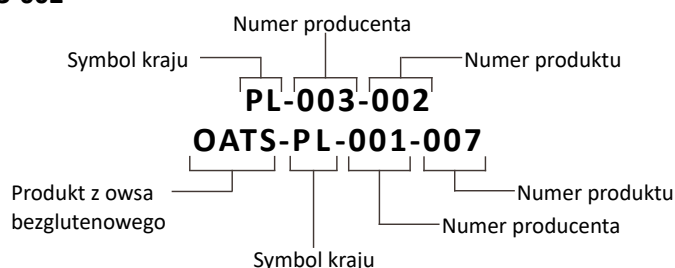 Numer producenta
Symbol kraju
Numer produktu
PL-003-002
OATS-PL-001-007
Produkt z owsa
bezglutenowego
Numer produktu
Numer producenta
Symbol kraju